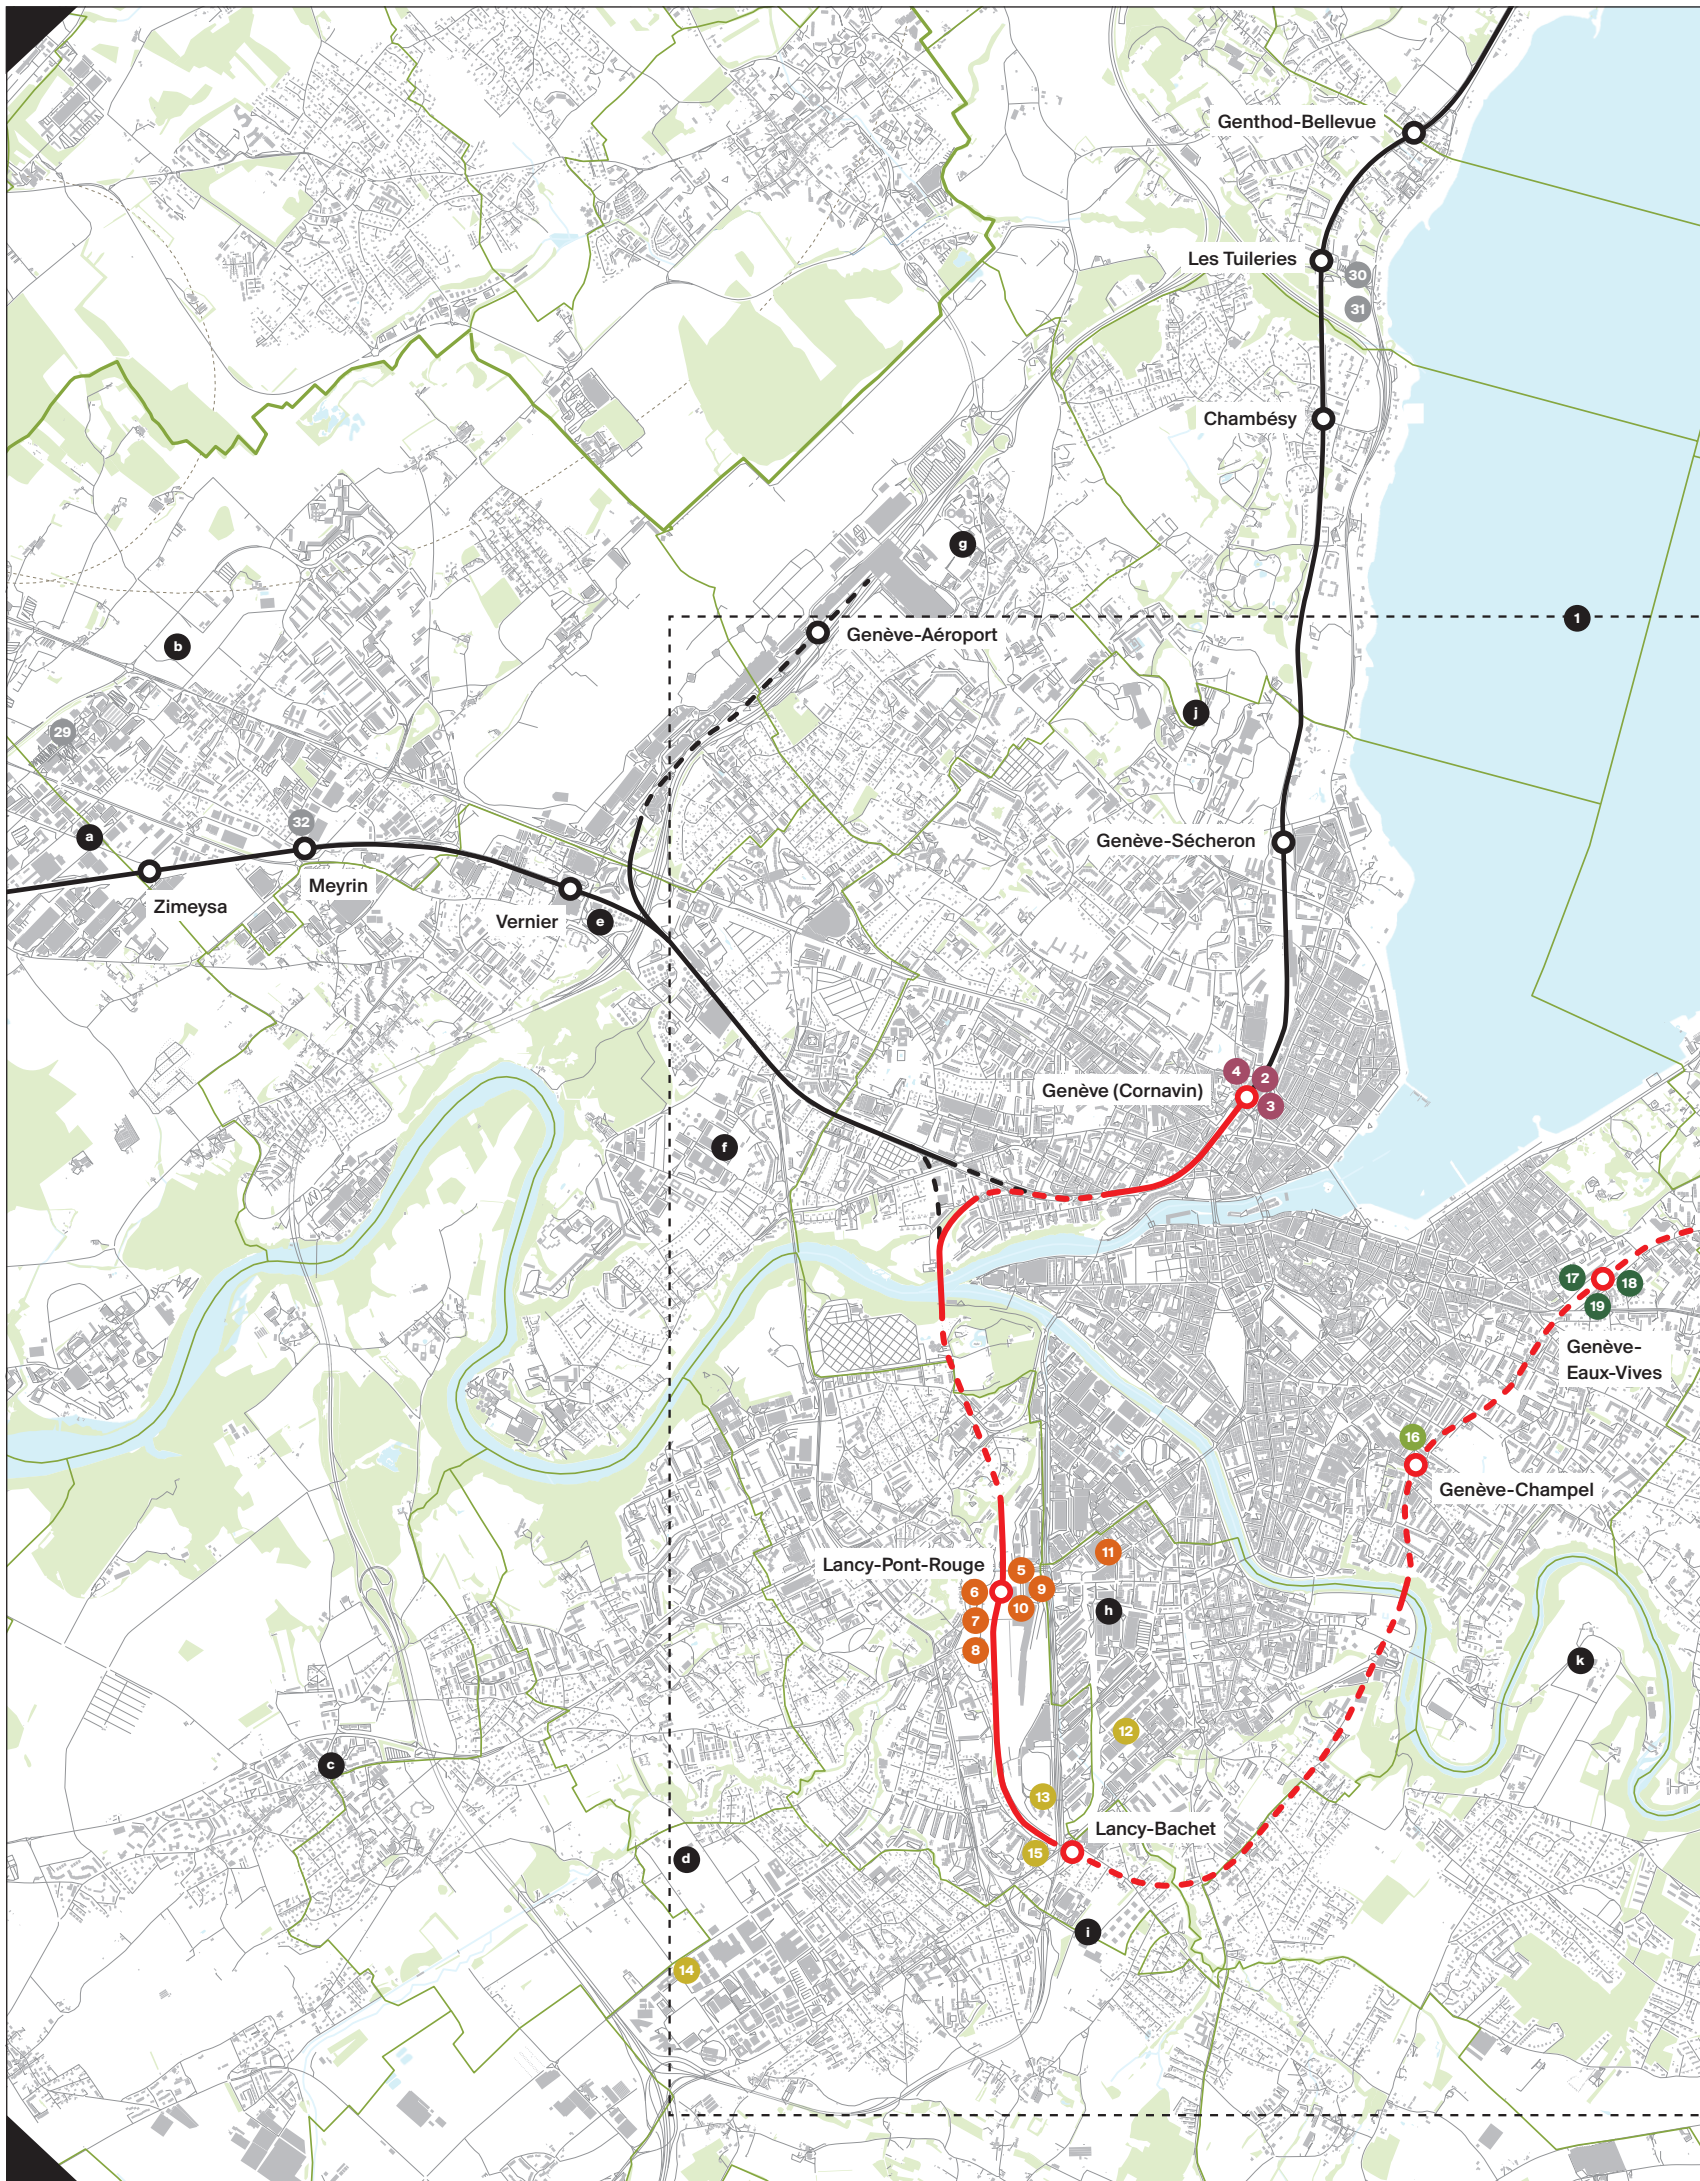 Genthod-Bellevue
Les Tuileries
30
31
Chambésy
g
1
Genève-Aéroport
b
j
29
32
a
Genève-Sécheron
Meyrin
Zimeysa
Vernier
e
4
2
Genève (Cornavin)
3
f
17
18
19
Genève-
Eaux-Vives
16
Genève-Champel
11
Lancy-Pont-Rouge
5
6
9
10
7
h
8
k
12
c
13
Lancy-Bachet
15
d
i
14